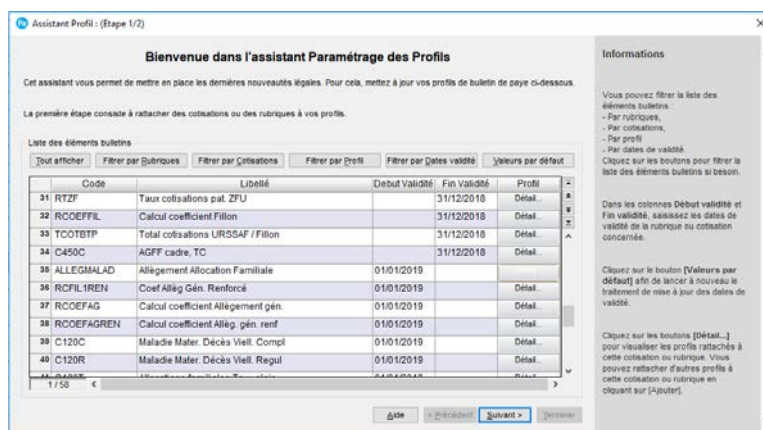 Assistant Profil : (Étape 1/2)
Bienvenue dans l'assistant Paramétrage des Profils
Cet assistant vous permet de mettre en place les dernières nouveautés légales. Pour cela, mettez à jour vos profils de bulletin de paye ci-dessous.
La première étape consiste à rattacher des cotisations ou des rubriques à vos profils.
Liste des éléments bulletins
Tout afficher Filtrer par Rubriques Filtrer par Cotisations Filtrer par Profil Filtrer par Dates validité Valeurs par défaut
Code Libellé Debut Validité Fin Validité Profil
31 RTZF Taux cotisations pat. ZFU 31/12/2018 Détail...
32 RCOEFFIL Calcul coefficient Fillon 31/12/2018 Détail...
33 TCOTBTP Total cotisations URSSAF / Fillon 31/12/2018 Détail...
34 C450C AGFF cadre, TC 31/12/2018 Détail...
35 ALLEGMALAD Allègement Allocation Familiale 01/01/2019
36 RCFIL1REN Coef Allèg Gén. Renforcé 01/01/2019 Détail...
37 RCOEFAG Calcul coefficient Allègement gén. 01/01/2019 Détail...
38 RCOEFAGREN Calcul coefficient Allèg. gén. renf 01/01/2019 Détail...
39 C120C Maladie Mater. Décès Viell. Compl 01/01/2019 Détail...
40 C120R Maladie Mater. Décès Viell. Regul 01/01/2019 Détail...
1 / 58
Aide < Précédent Suivant > Terminer
Informations
Vous pouvez filtrer la liste des
éléments bulletins :
- Par rubriques,
- Par cotisations,
- Par profil
- Par dates de validité.
Cliquez sur les boutons pour filtrer la
liste des éléments bulletins si besoin.
Dans les colonnes Début validité et
Fin validité, saisissez les dates de
validité de la rubrique ou cotisation
concernée.
Cliquez sur le bouton [Valeurs par
défaut] afin de lancer à nouveau le
traitement de mise à jour des dates de
validité.
Cliquez sur les boutons [Détail...]
pour visualiser les profils rattachés à
cette cotisation ou rubrique. Vous
pouvez rattacher d'autres profils à
cette cotisation ou rubrique en
cliquant sur [Ajouter].